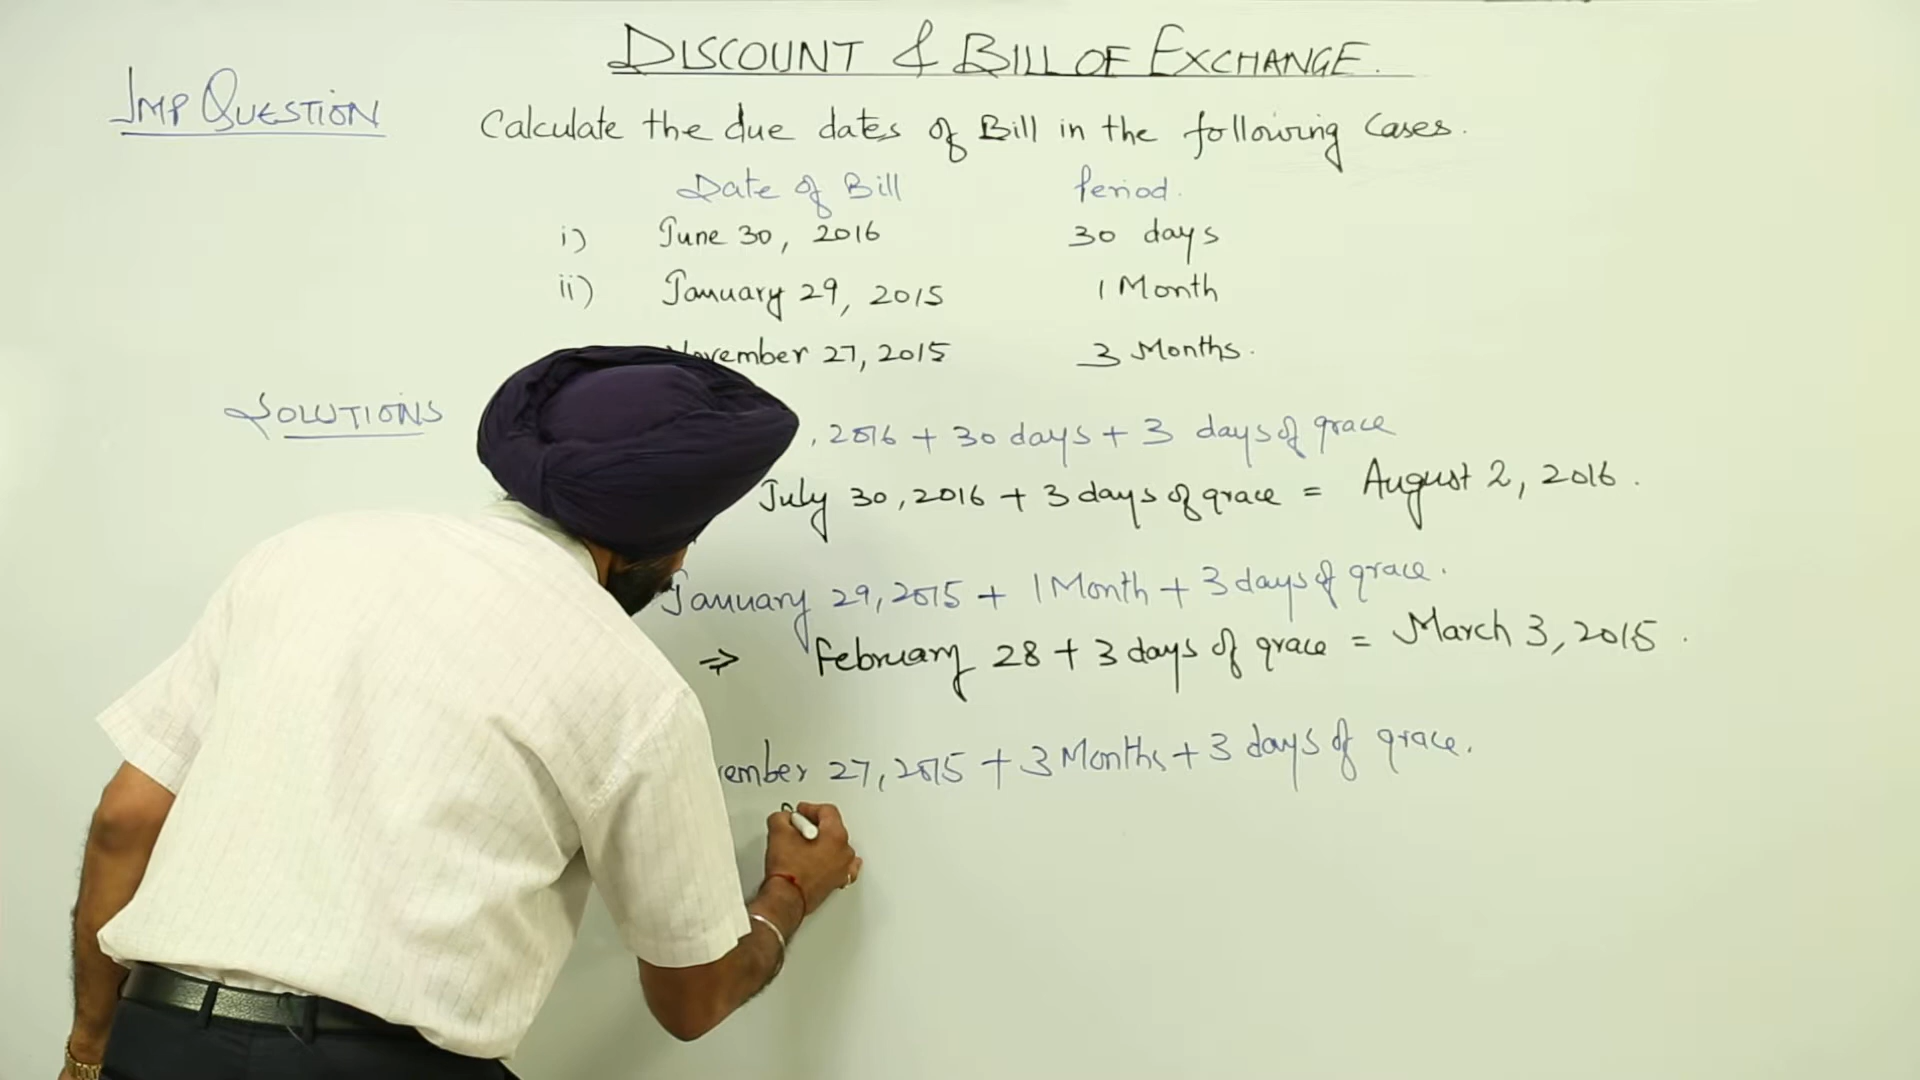 DISCOUNT & BILL OF EXCHANGE.
IMP QUESTION
Calculate the due dates of Bill in the following Cases.
Date of Bill Period.
i) June 30, 2016 30 days
ii) January 29, 2015 1 Month
November 27, 2015 3 Months.
SOLUTIONS
, 2016 + 30 days + 3 days of grace
July 30, 2016 + 3 days of grace = August 2, 2016.
January 29, 2015 + 1 Month + 3 days of grace.
⇒ February 28 + 3 days of grace = March 3, 2015.
ember 27, 2015 + 3 Months + 3 days of grace.